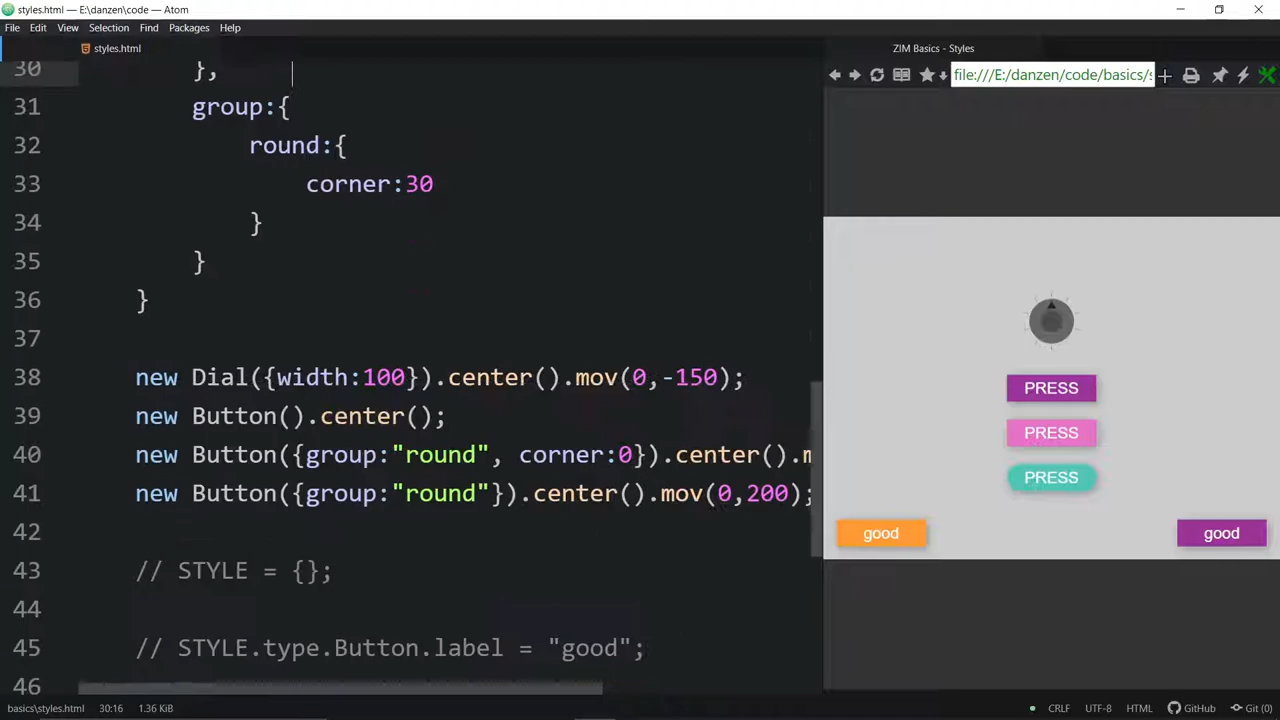 styles.html — E:\danzen\code — Atom
File Edit View Selection Find Packages Help
styles.html
ZIM Basics - Styles
file:///E:/danzen/code/basics/s
30 },
31 group:{
32 round:{
33 corner:30
34 }
35 }
36 }
37
38 new Dial({width:100}).center().mov(0,-150);
39 new Button().center();
40 new Button({group:"round", corner:0}).center().m
41 new Button({group:"round"}).center().mov(0,200);
42
43 // STYLE = {};
44
45 // STYLE.type.Button.label = "good";
46
PRESS
PRESS
PRESS
good good
basics\styles.html 30:16 1.36 KiB CRLF UTF-8 HTML GitHub Git (0)